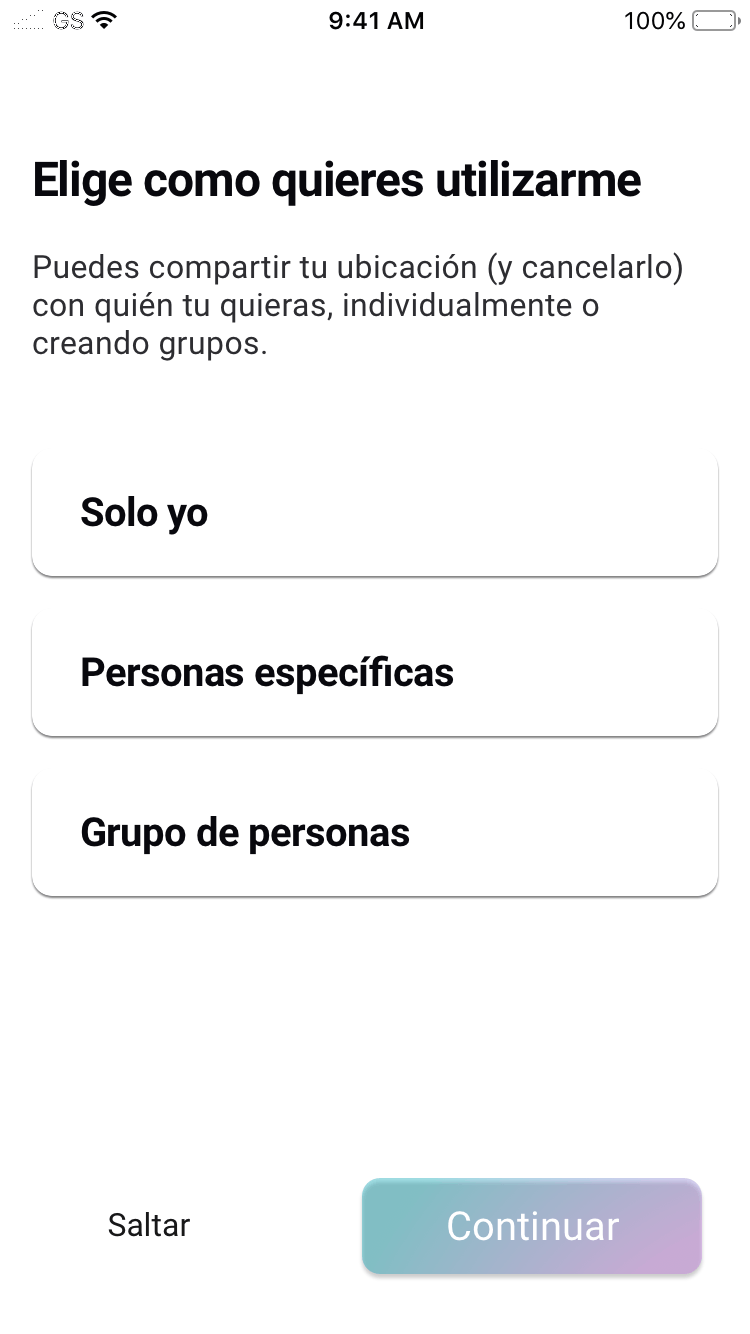 GS 9:41 AM 100%
Elige como quieres utilizarme
Puedes compartir tu ubicación (y cancelarlo)
con quién tu quieras, individualmente o
creando grupos.
Solo yo
Personas específicas
Grupo de personas
Saltar Continuar